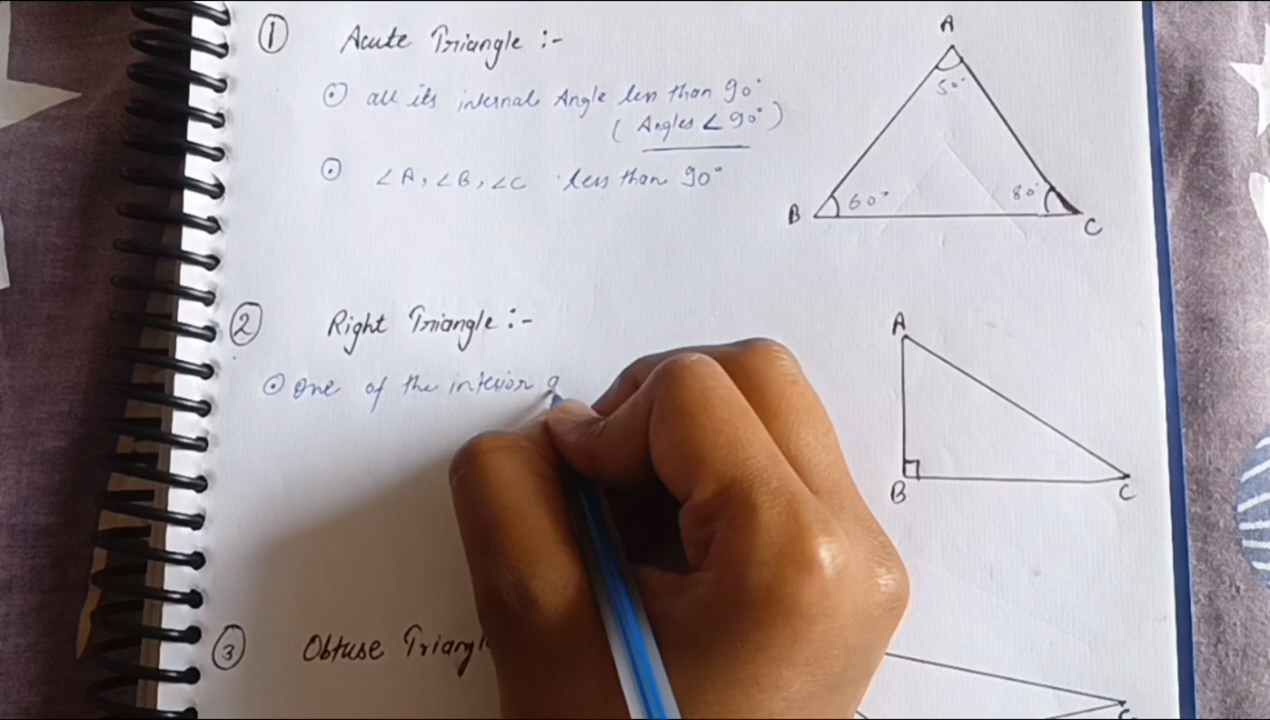 ① Acute Triangle :-
⊙ all its internal Angle less than 90°
( Angles ∠ 90° )
⊙ ∠A, ∠B, ∠C less than 90°
A
50°
B 60° 80° C
② Right Triangle :-
⊙ One of the interior a
A
B C
③ Obtuse Triangl
C